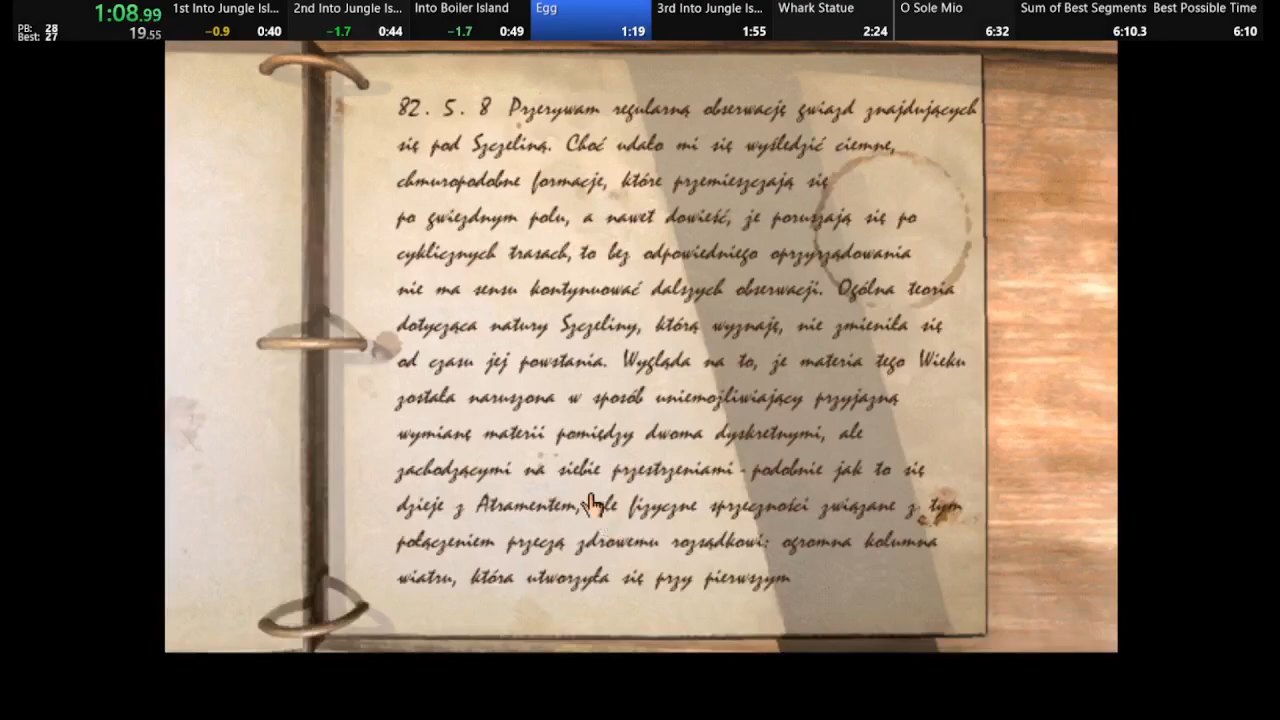 1:08.99
PB: 28
Best: 27
19.55
1st Into Jungle Isl...
-0.9 0:40
2nd Into Jungle Is...
-1.7 0:44
Into Boiler Island
-1.7 0:49
Egg
1:19
3rd Into Jungle Is...
1:55
Whark Statue
2:24
O Sole Mio
6:32
Sum of Best Segments
6:10.3
Best Possible Time
6:10
82. 5. 8 Przerywam regularną obserwację gwiazd znajdujących
się pod Szczeliną. Choć udało mi się wyśledzić ciemne,
chmuropodobne formacje, które przemieszczają się
po gwiezdnym polu, a nawet dowieść, że poruszają się po
cyklicznych trasach, to bez odpowiedniego oprzyrządowania
nie ma sensu kontynuować dalszych obserwacji. Ogólna teoria
dotycząca natury Szczeliny, którą wyznaję, nie zmieniła się
od czasu jej powstania. Wygląda na to, że materia tego Wieku
została naruszona w sposób uniemożliwiający przyjazną
wymianę materii pomiędzy dwoma dyskretnymi, ale
zachodzącymi na siebie przestrzeniami - podobnie jak to się
dzieje z Atramentem, ale fizyczne sprzeczności związane z tym
połączeniem przeczą zdrowemu rozsądkowi: ogromna kolumna
wiatru, która utworzyła się przy pierwszym